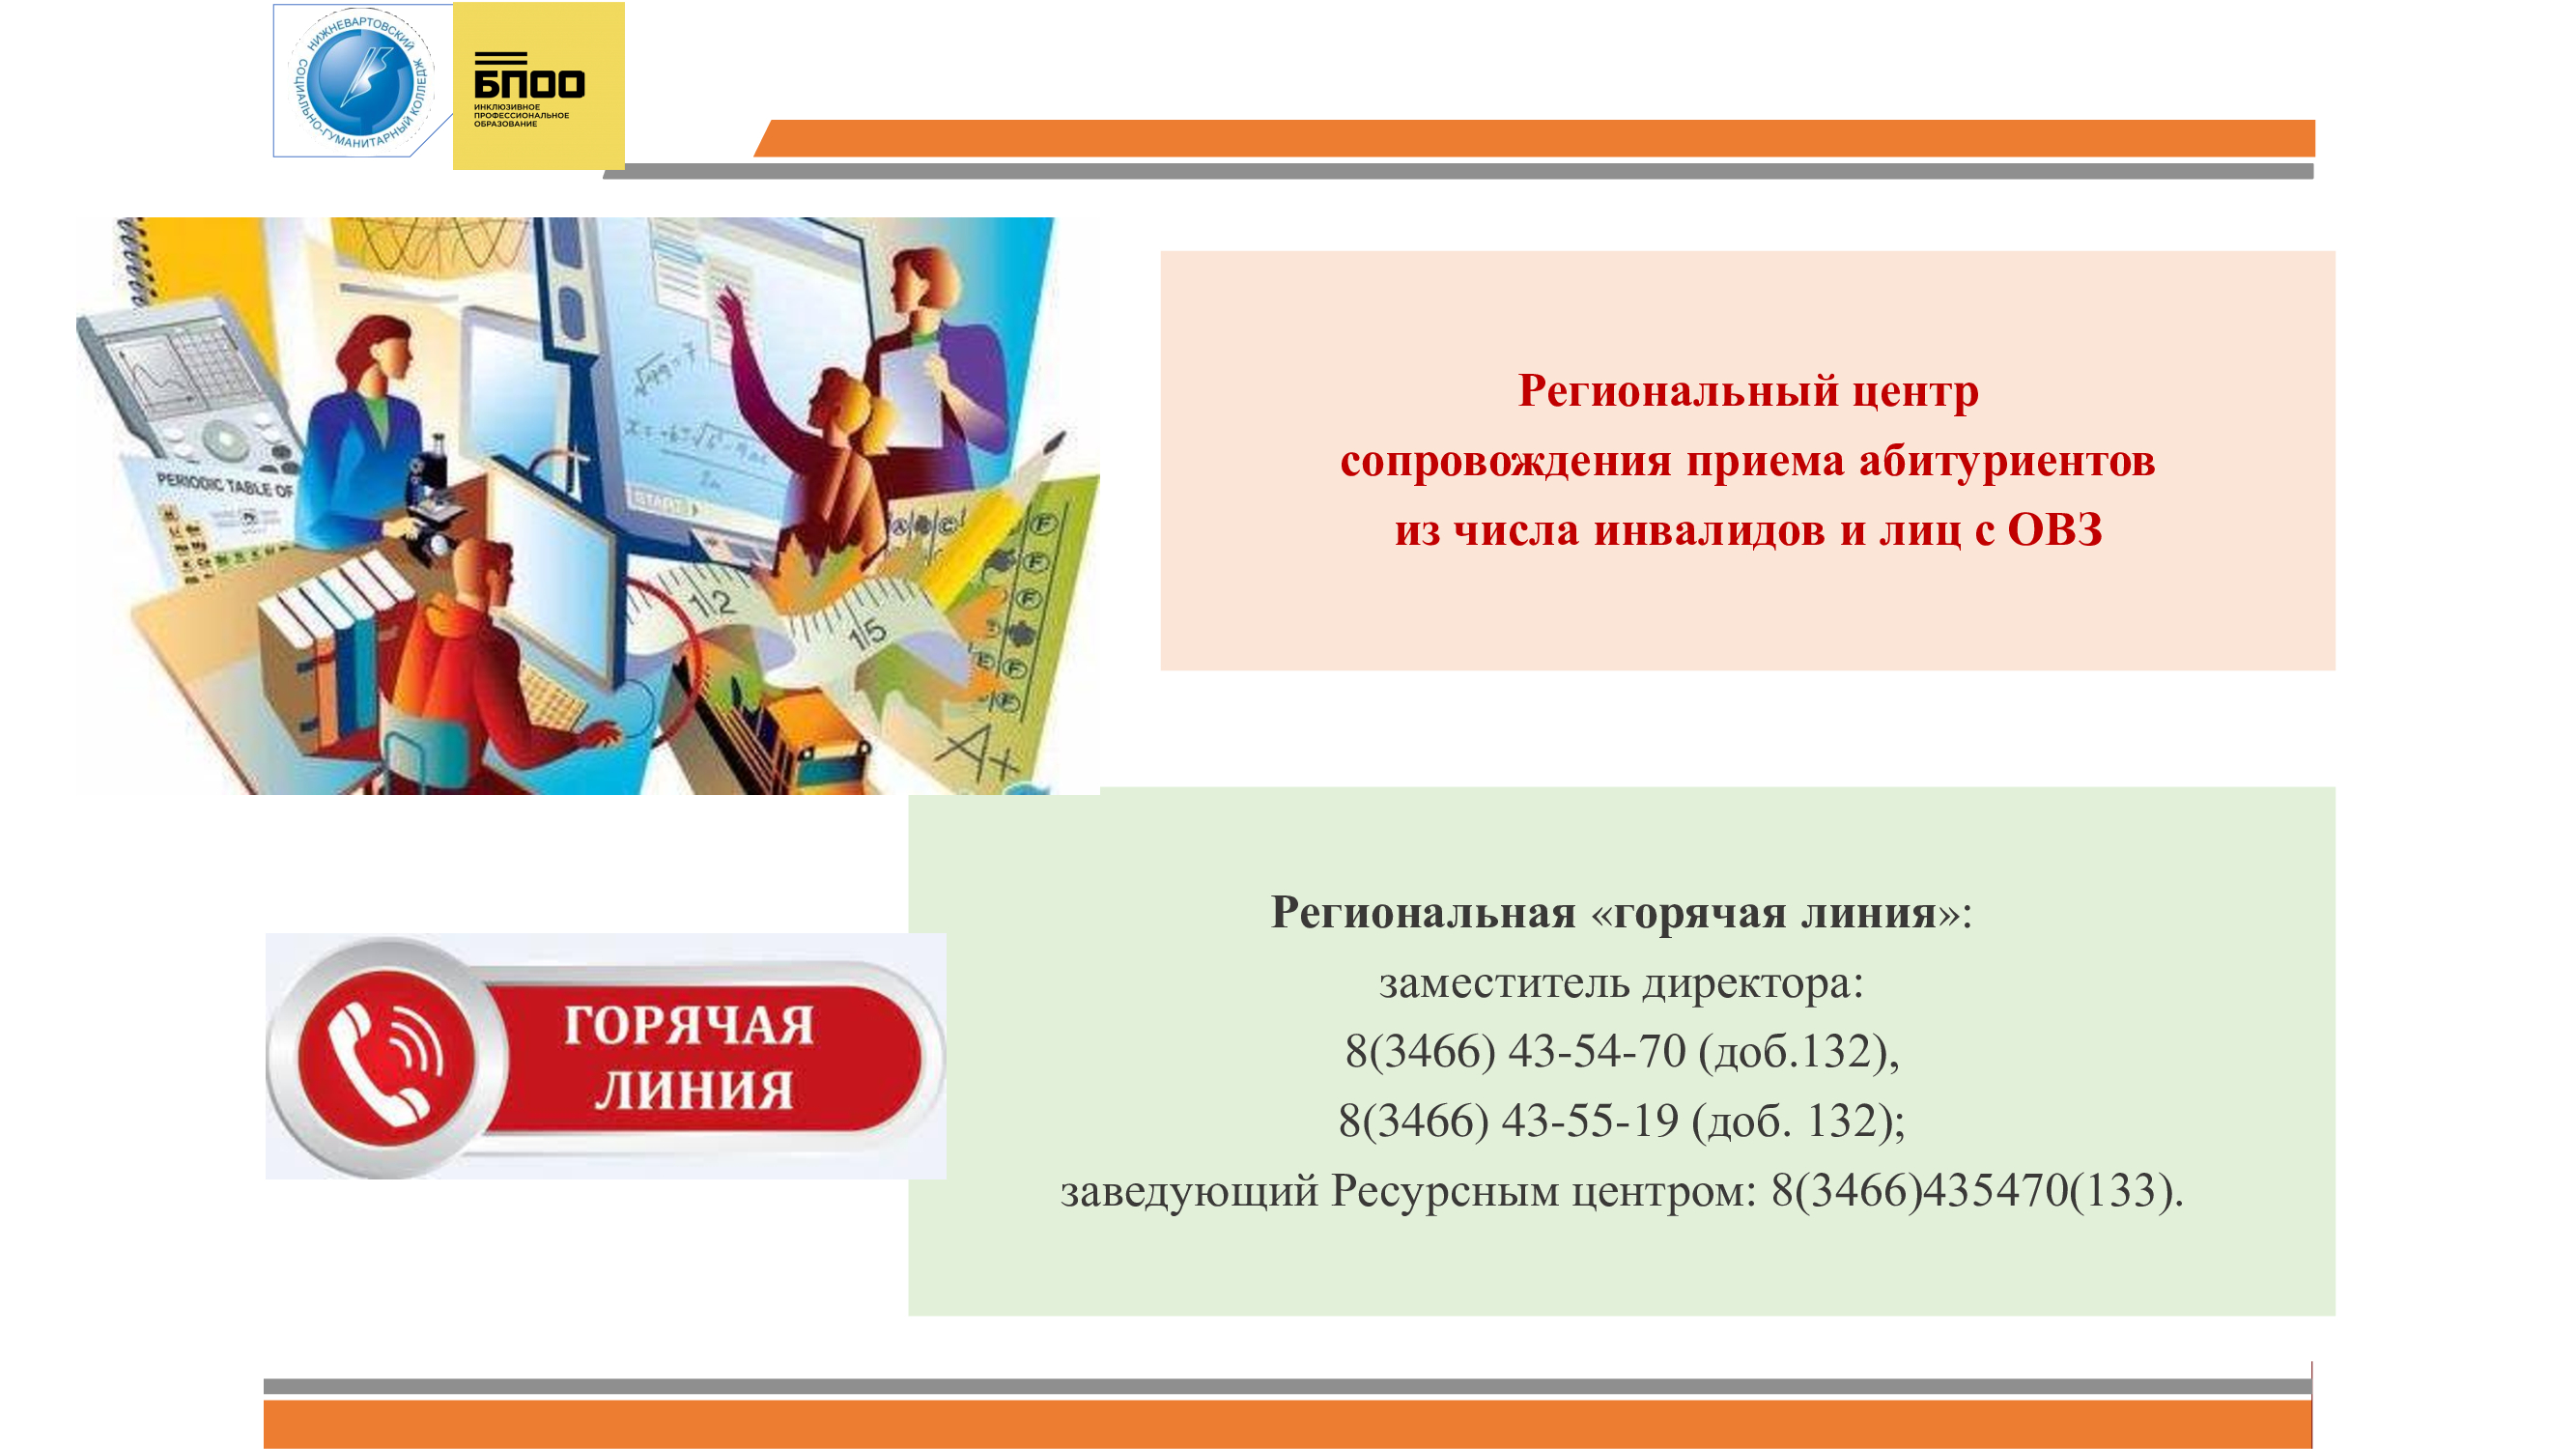 НИЖНЕВАРТОВСКИЙ
СОЦИАЛЬНО-ГУМАНИТАРНЫЙ КОЛЛЕДЖ
БПОО
ИНКЛЮЗИВНОЕ
ПРОФЕССИОНАЛЬНОЕ
ОБРАЗОВАНИЕ
PERIODIC TABLE OF
START
12
15
A+
Региональный центр
сопровождения приема абитуриентов
из числа инвалидов и лиц с ОВЗ
ГОРЯЧАЯ
ЛИНИЯ
Региональная «горячая линия»:
заместитель директора:
8(3466) 43-54-70 (доб.132),
8(3466) 43-55-19 (доб. 132);
заведующий Ресурсным центром: 8(3466)435470(133).